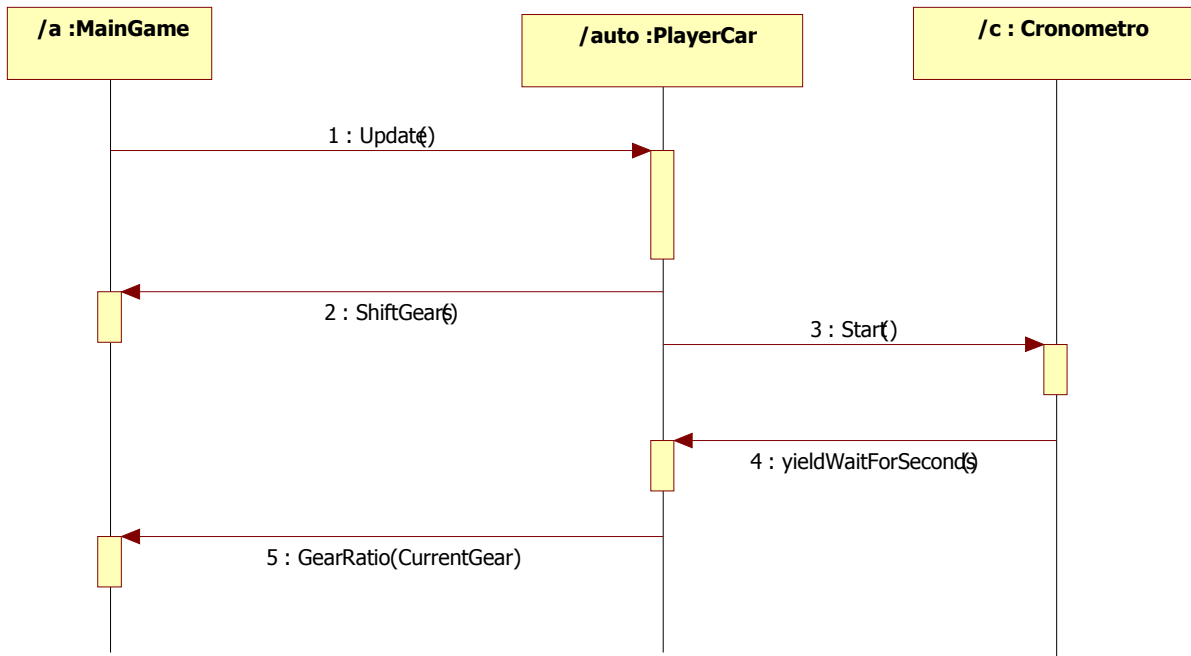 /a :MainGame
/auto :PlayerCar
/c : Cronometro
1 : Update()
2 : ShiftGears()
3 : Start()
4 : yieldWaitForSeconds()
5 : GearRatio(CurrentGear)